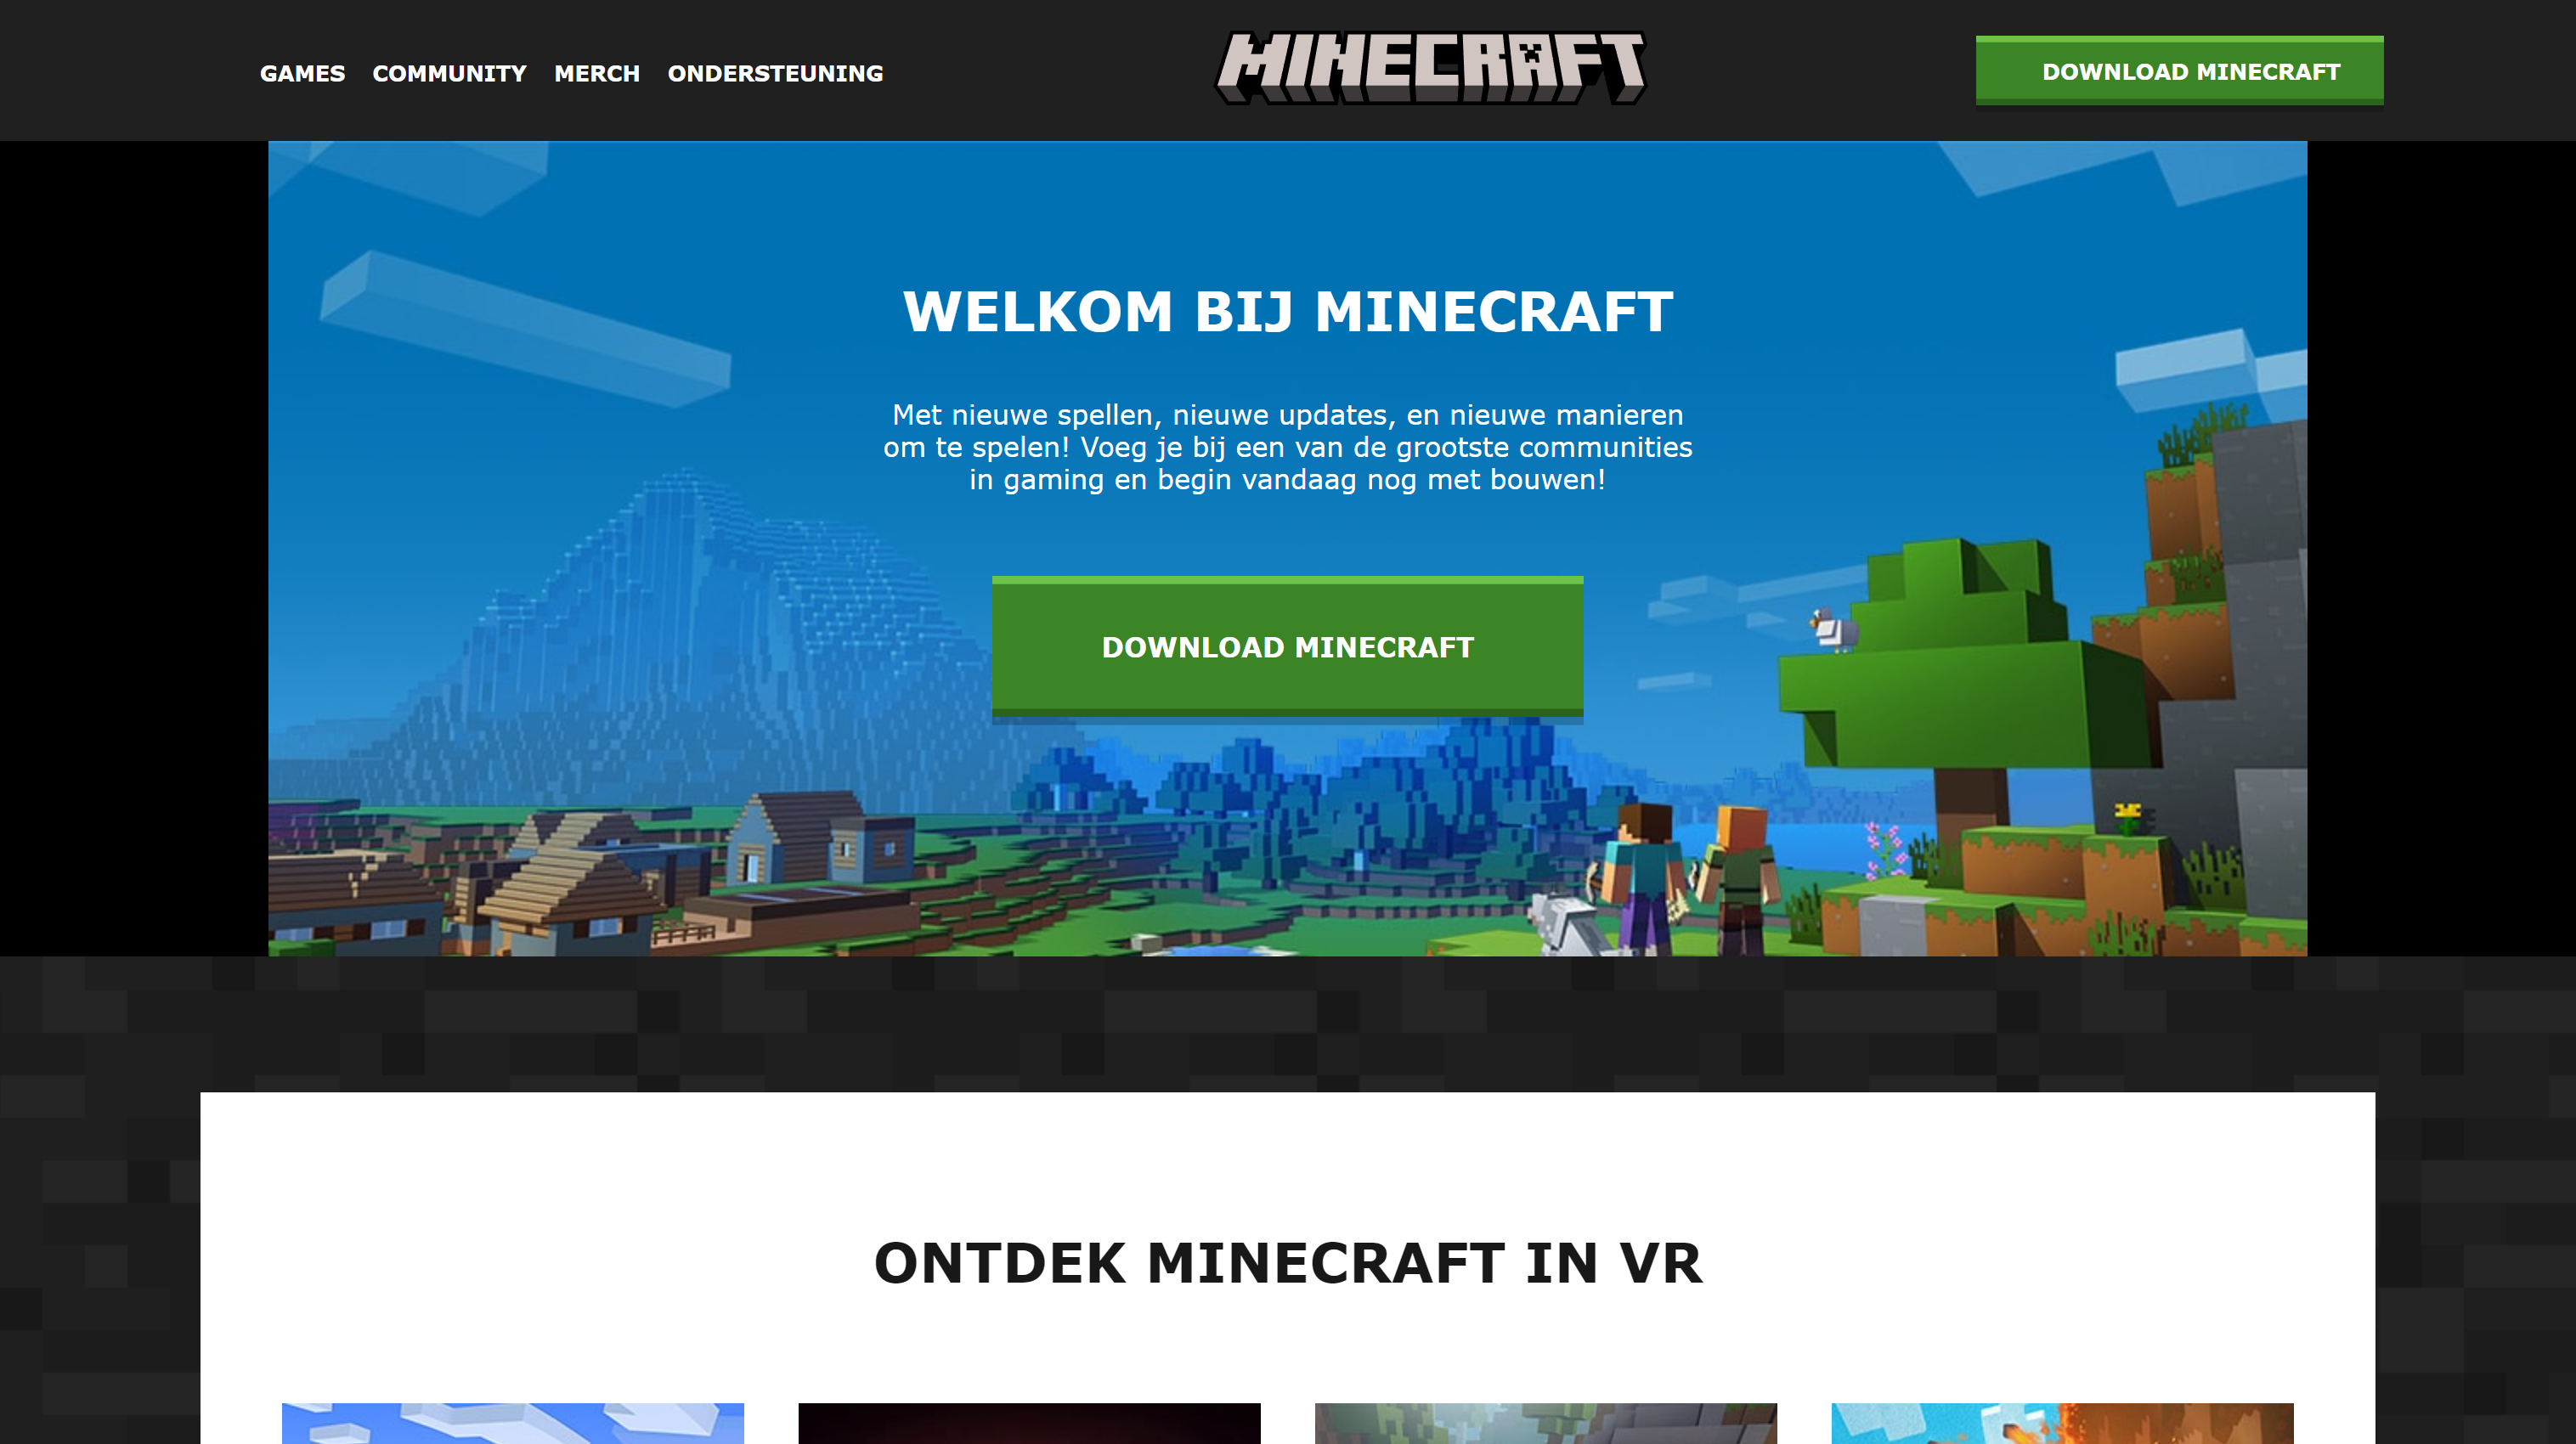 GAMES COMMUNITY MERCH ONDERSTEUNING
MINECRAFT
DOWNLOAD MINECRAFT
WELKOM BIJ MINECRAFT
Met nieuwe spellen, nieuwe updates, en nieuwe manieren
om te spelen! Voeg je bij een van de grootste communities
in gaming en begin vandaag nog met bouwen!
DOWNLOAD MINECRAFT
ONTDEK MINECRAFT IN VR